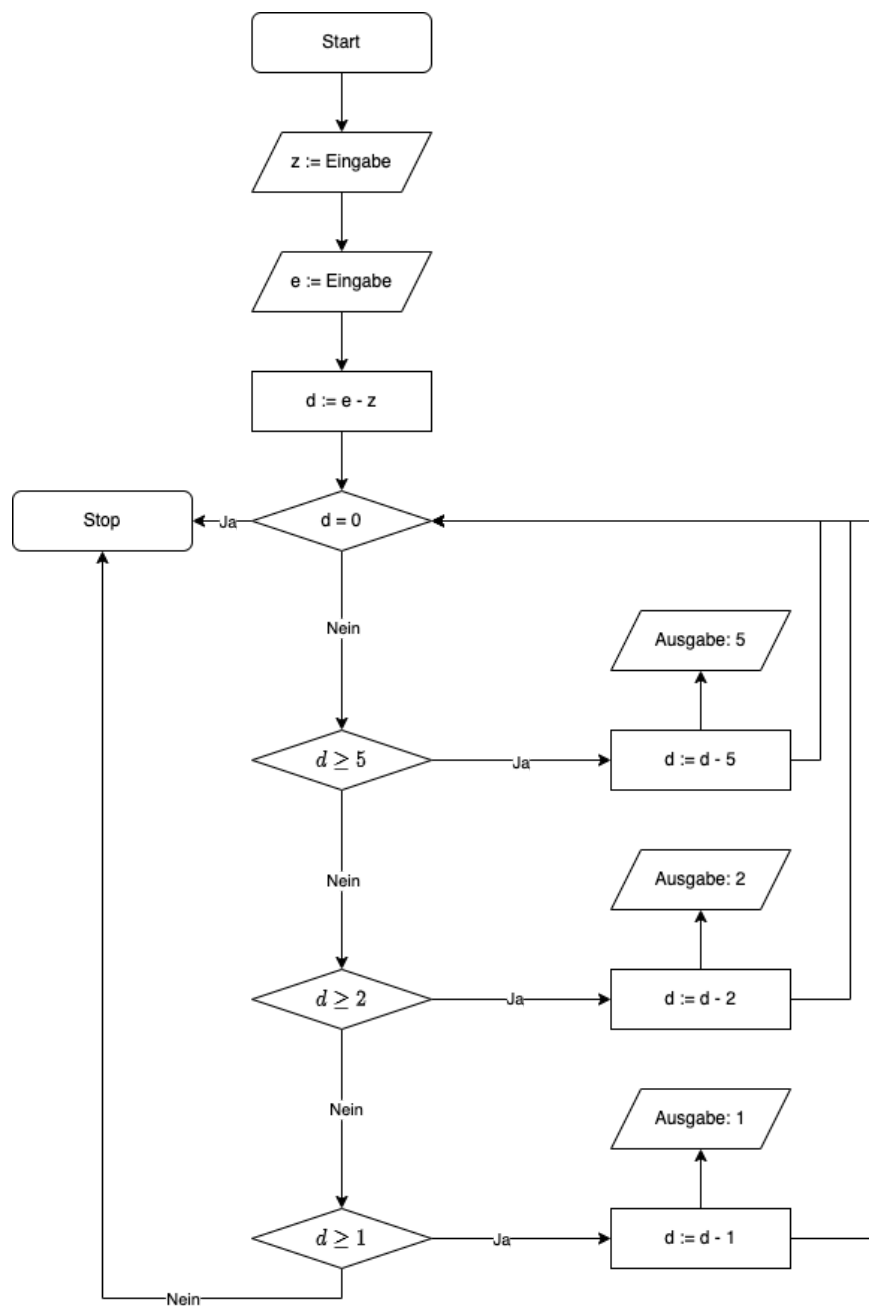 Start
z := Eingabe
e := Eingabe
d := e - z
Stop
Ja
d = 0
Nein
Ausgabe: 5
d ≥ 5
Ja
d := d - 5
Nein
Ausgabe: 2
d ≥ 2
Ja
d := d - 2
Nein
Ausgabe: 1
d ≥ 1
Ja
d := d - 1
Nein